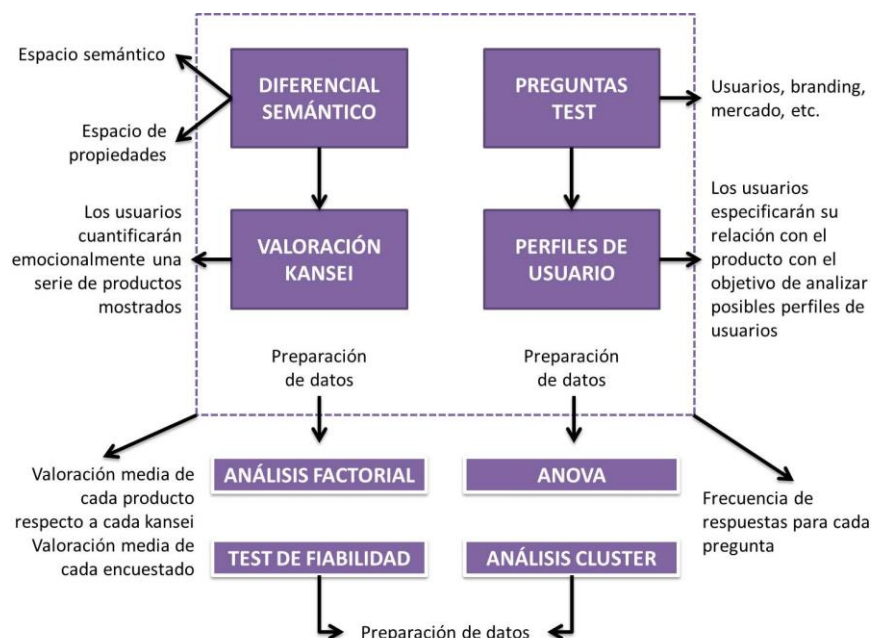 Espacio semántico
DIFERENCIAL
SEMÁNTICO
PREGUNTAS
TEST
Usuarios, branding,
mercado, etc.
Espacio de
propiedades
Los usuarios
cuantificarán
emocionalmente una
serie de productos
mostrados
VALORACIÓN
KANSEI
PERFILES DE
USUARIO
Los usuarios
especificarán su
relación con el
producto con el
objetivo de analizar
posibles perfiles de
usuarios
Preparación
de datos
Preparación
de datos
Valoración media de
cada producto
respecto a cada kansei
Valoración media de
cada encuestado
ANÁLISIS FACTORIAL
ANOVA
TEST DE FIABILIDAD
ANÁLISIS CLUSTER
Frecuencia de
respuestas para cada
pregunta
Preparación de datos